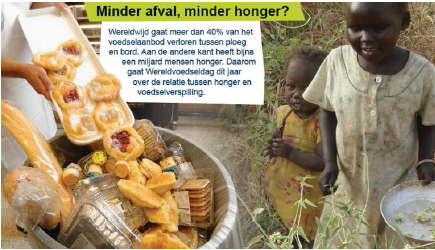 Minder afval, minder honger?
Wereldwijd gaat meer dan 40% van het
voedselaanbod verloren tussen ploeg
en bord. Aan de andere kant heeft bijna
een miljard mensen honger. Daarom
gaat Wereldvoedseldag dit jaar
over de relatie tussen honger en
voedselverspilling.